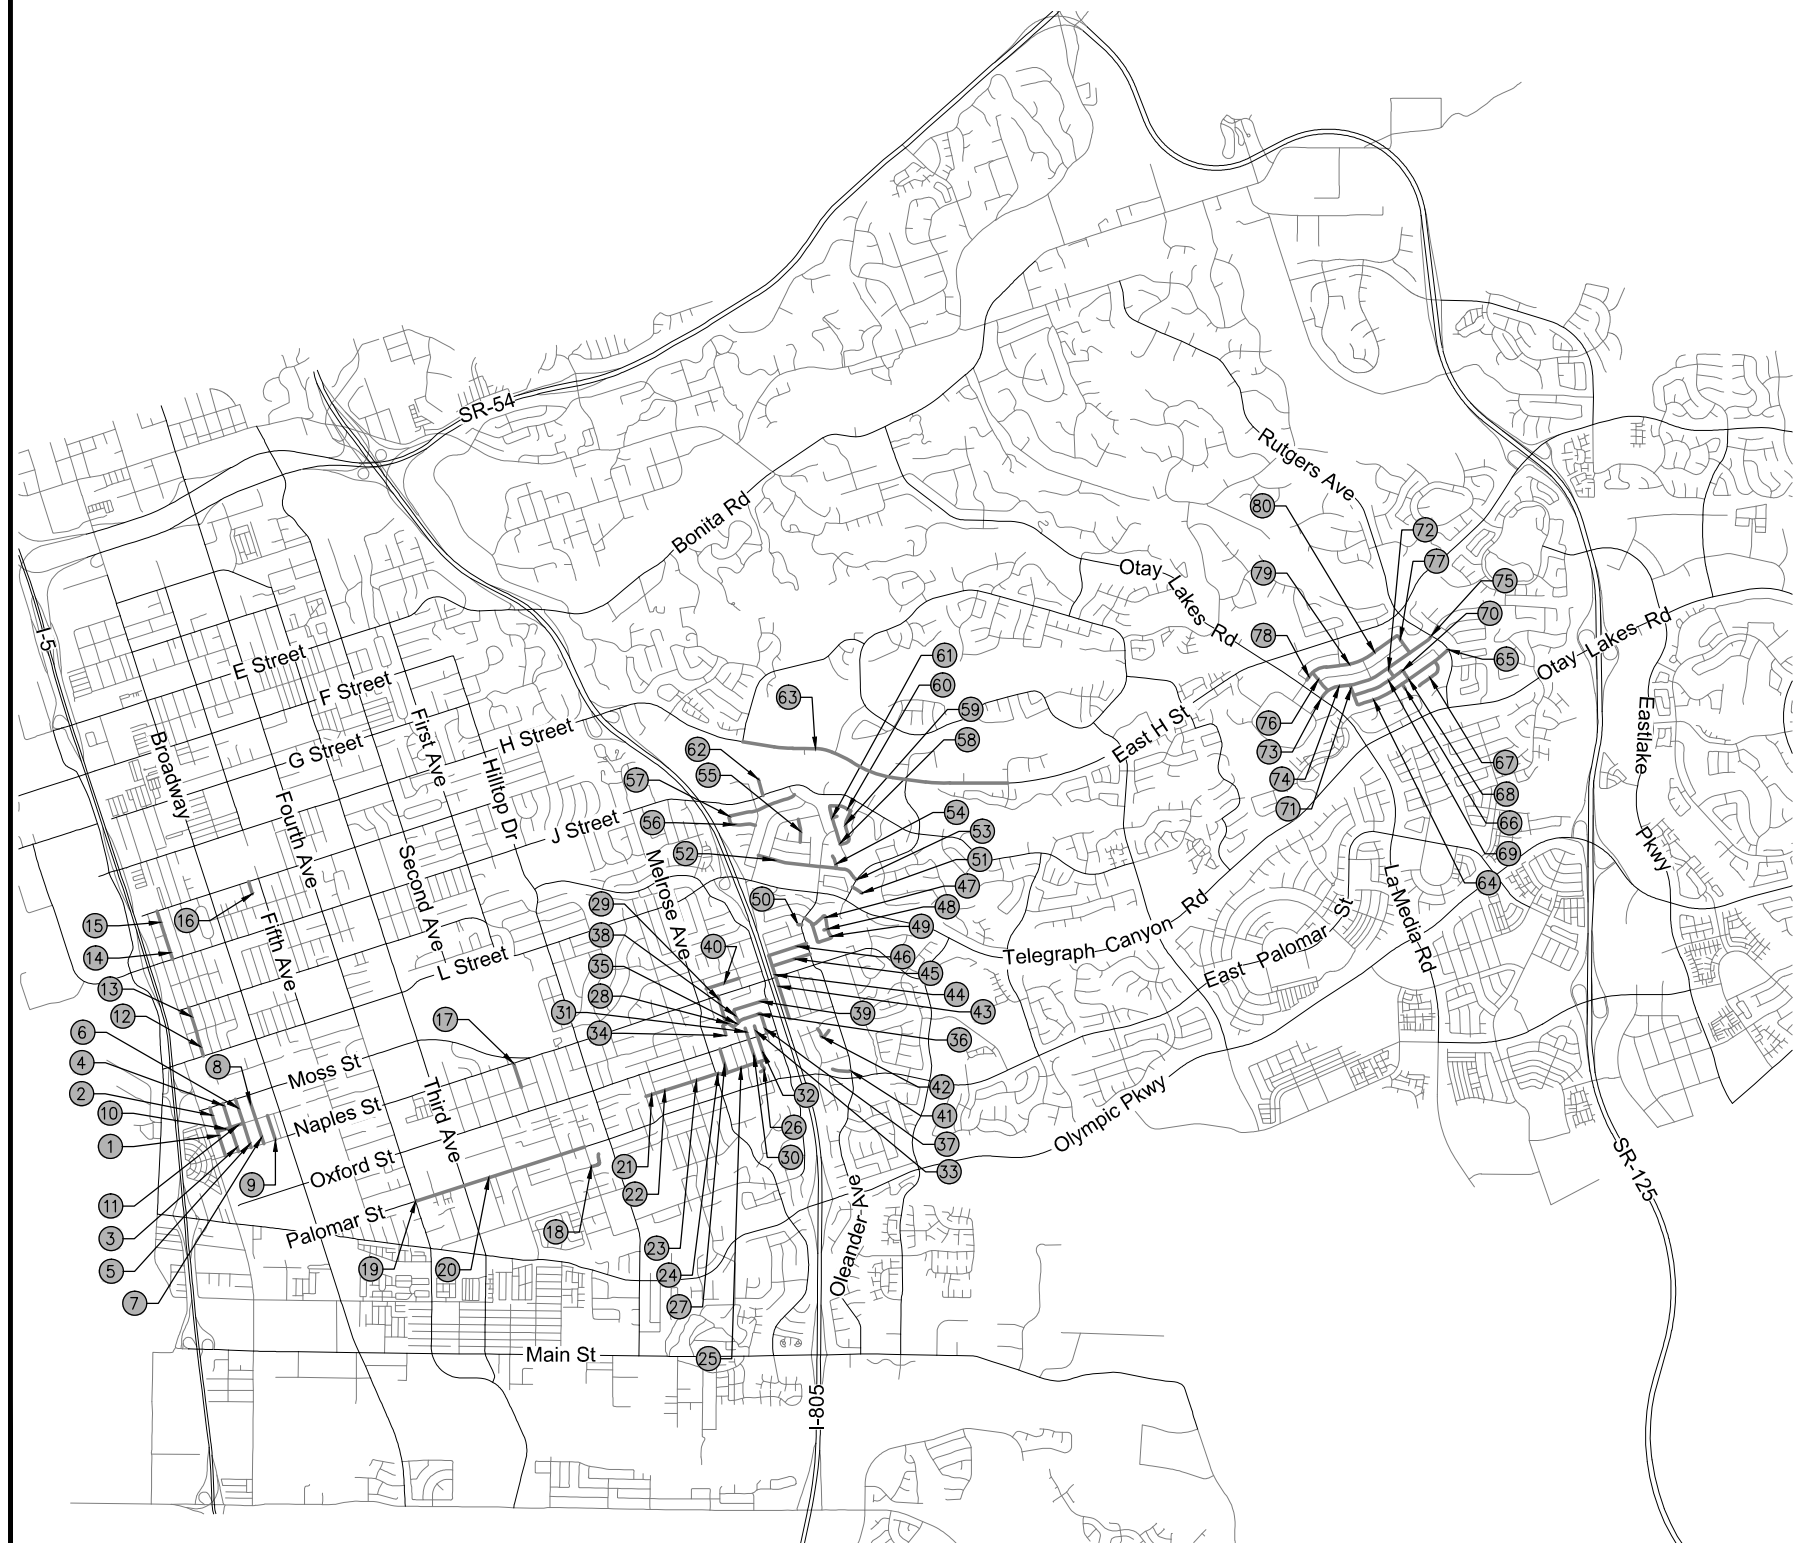 SR-54
Bonita Rd
Rutgers Ave
80
72
Otay Lakes Rd
79
77
75
70
78
65
Otay Lakes Rd
I-5
E Street
F Street
61
60
59
63
58
76
73
74
71
67
68
66
69
64
East H St
Eastlake Pkwy
Broadway
First Ave
G Street
H Street
Hilltop Dr
62
55
57
56
54
53
52
51
J Street
Fourth Ave
Second Ave
Melrose Ave
50
47
48
49
29
38
40
35
28
31
34
46
45
44
43
39
36
15
16
14
Fifth Ave
L Street
Telegraph Canyon Rd
East Palomar St
La Media Rd
13
12
17
6
4
8
2
10
1
Moss St
Naples St
Third Ave
42
32
41
26
37
30
33
Olympic Pkwy
SR-125
11
9
3
5
7
Oxford St
Palomar St
21
22
18
23
24
27
19
20
25
Oleander Ave
Main St
I-805